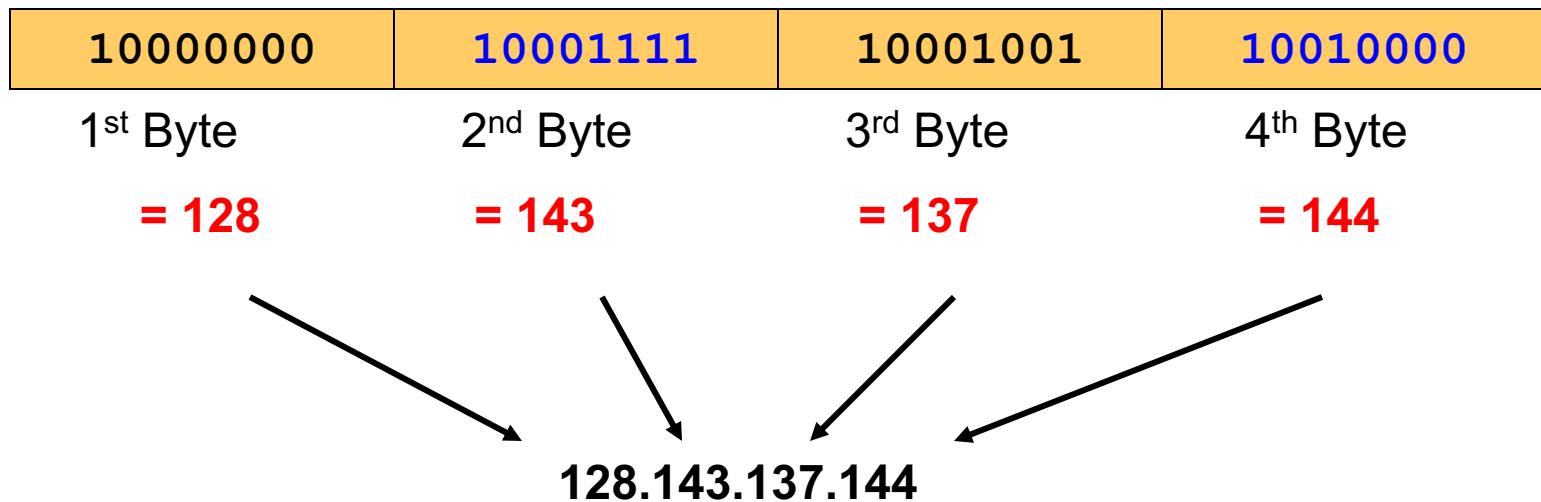 10000000 10001111 10001001 10010000
1st Byte 2nd Byte 3rd Byte 4th Byte
= 128 = 143 = 137 = 144
128.143.137.144